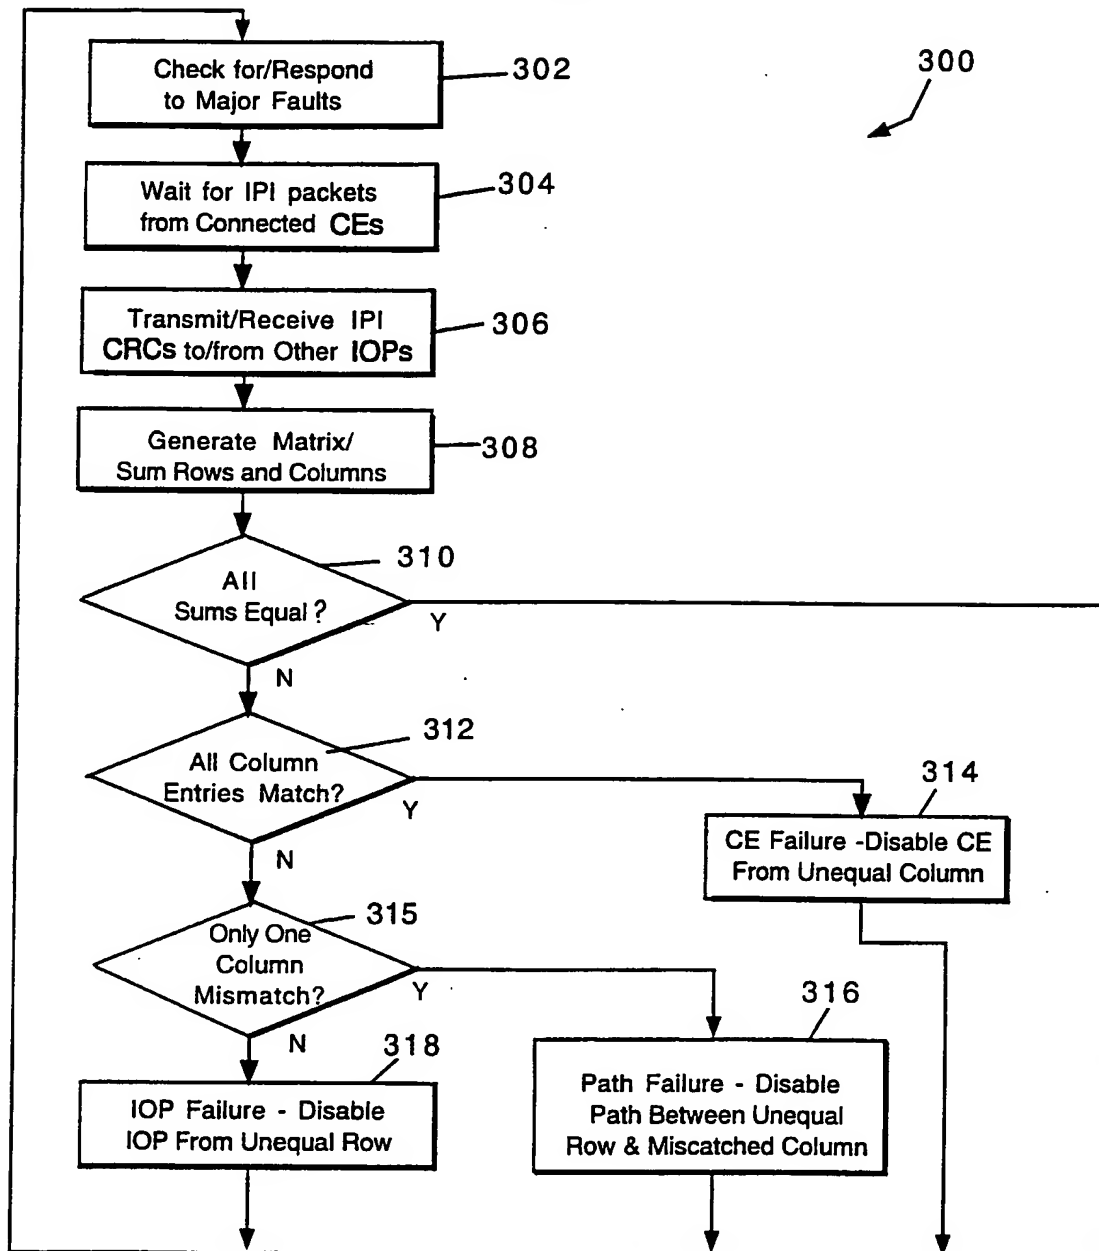 Check for/Respond
to Major Faults
302
300
Wait for IPI packets
from Connected CEs
304
Transmit/Receive IPI
CRCs to/from Other IOPs
306
Generate Matrix/
Sum Rows and Columns
308
310
All
Sums Equal?
Y
N
312
All Column
Entries Match?
Y
N
314
CE Failure -Disable CE
From Unequal Column
315
Only One
Column
Mismatch?
Y
N
316
Path Failure - Disable
Path Between Unequal
Row & Miscatched Column
318
IOP Failure - Disable
IOP From Unequal Row